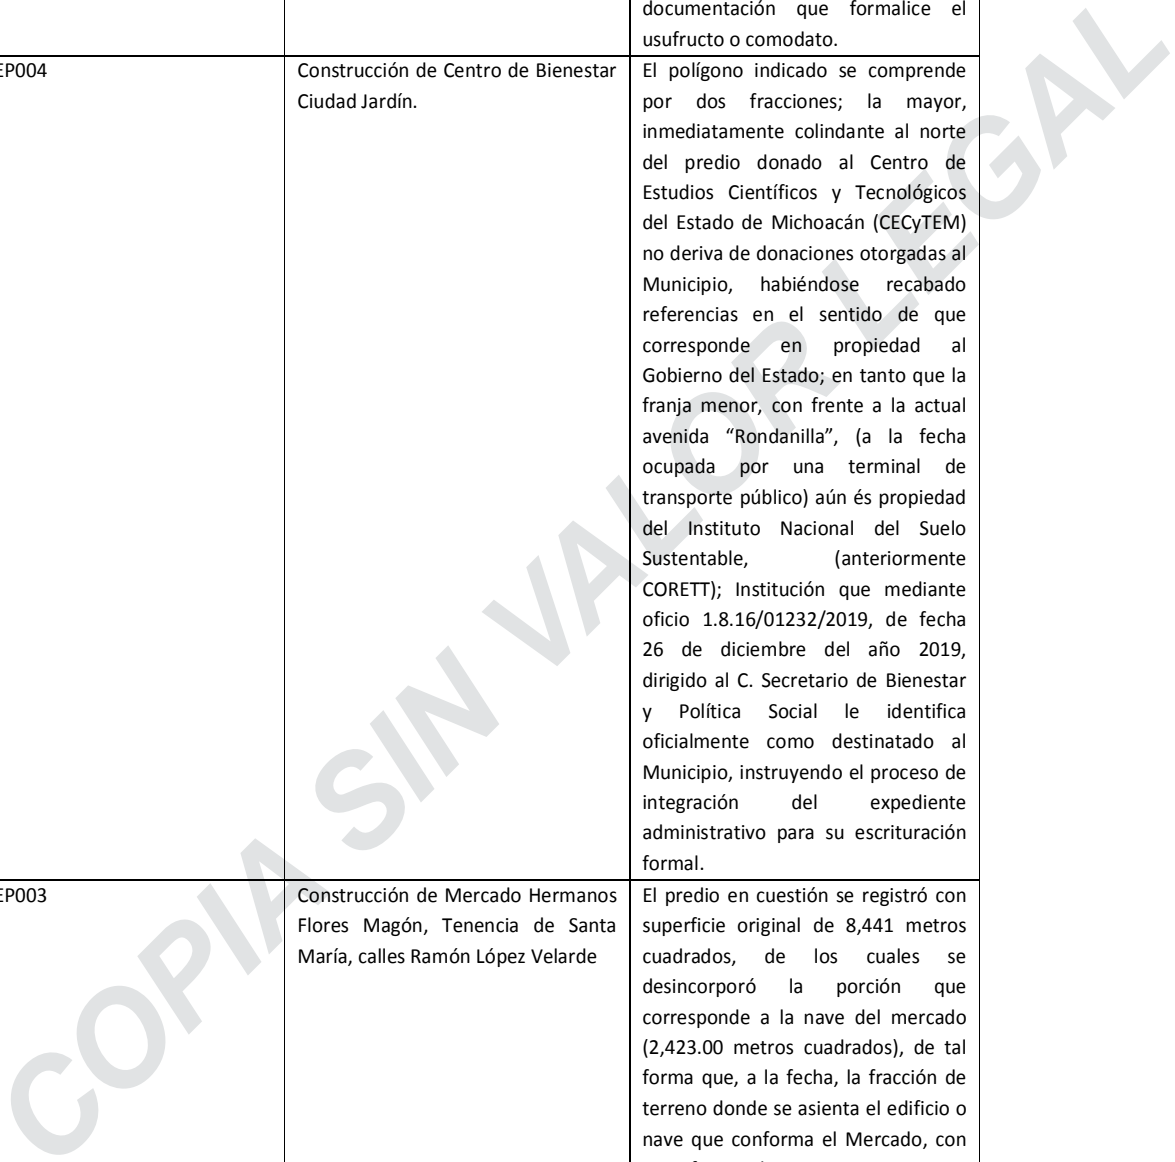 documentación que formalice el
usufructo o comodato.
EP004
Construcción de Centro de Bienestar
Ciudad Jardín.
El polígono indicado se comprende
por dos fracciones; la mayor,
inmediatamente colindante al norte
del predio donado al Centro de
Estudios Científicos y Tecnológicos
del Estado de Michoacán (CECyTEM)
no deriva de donaciones otorgadas al
Municipio, habiéndose recabado
referencias en el sentido de que
corresponde en propiedad al
Gobierno del Estado; en tanto que la
franja menor, con frente a la actual
avenida “Rondanilla”, (a la fecha
ocupada por una terminal de
transporte público) aún és propiedad
del Instituto Nacional del Suelo
Sustentable, (anteriormente
CORETT); Institución que mediante
oficio 1.8.16/01232/2019, de fecha
26 de diciembre del año 2019,
dirigido al C. Secretario de Bienestar
y Política Social le identifica
oficialmente como destinatado al
Municipio, instruyendo el proceso de
integración del expediente
administrativo para su escrituración
formal.
EP003
Construcción de Mercado Hermanos
Flores Magón, Tenencia de Santa
María, calles Ramón López Velarde
El predio en cuestión se registró con
superficie original de 8,441 metros
cuadrados, de los cuales se
desincorporó la porción que
corresponde a la nave del mercado
(2,423.00 metros cuadrados), de tal
forma que, a la fecha, la fracción de
terreno donde se asienta el edificio o
nave que conforma el Mercado, con
COPIA SIN VALOR LEGAL